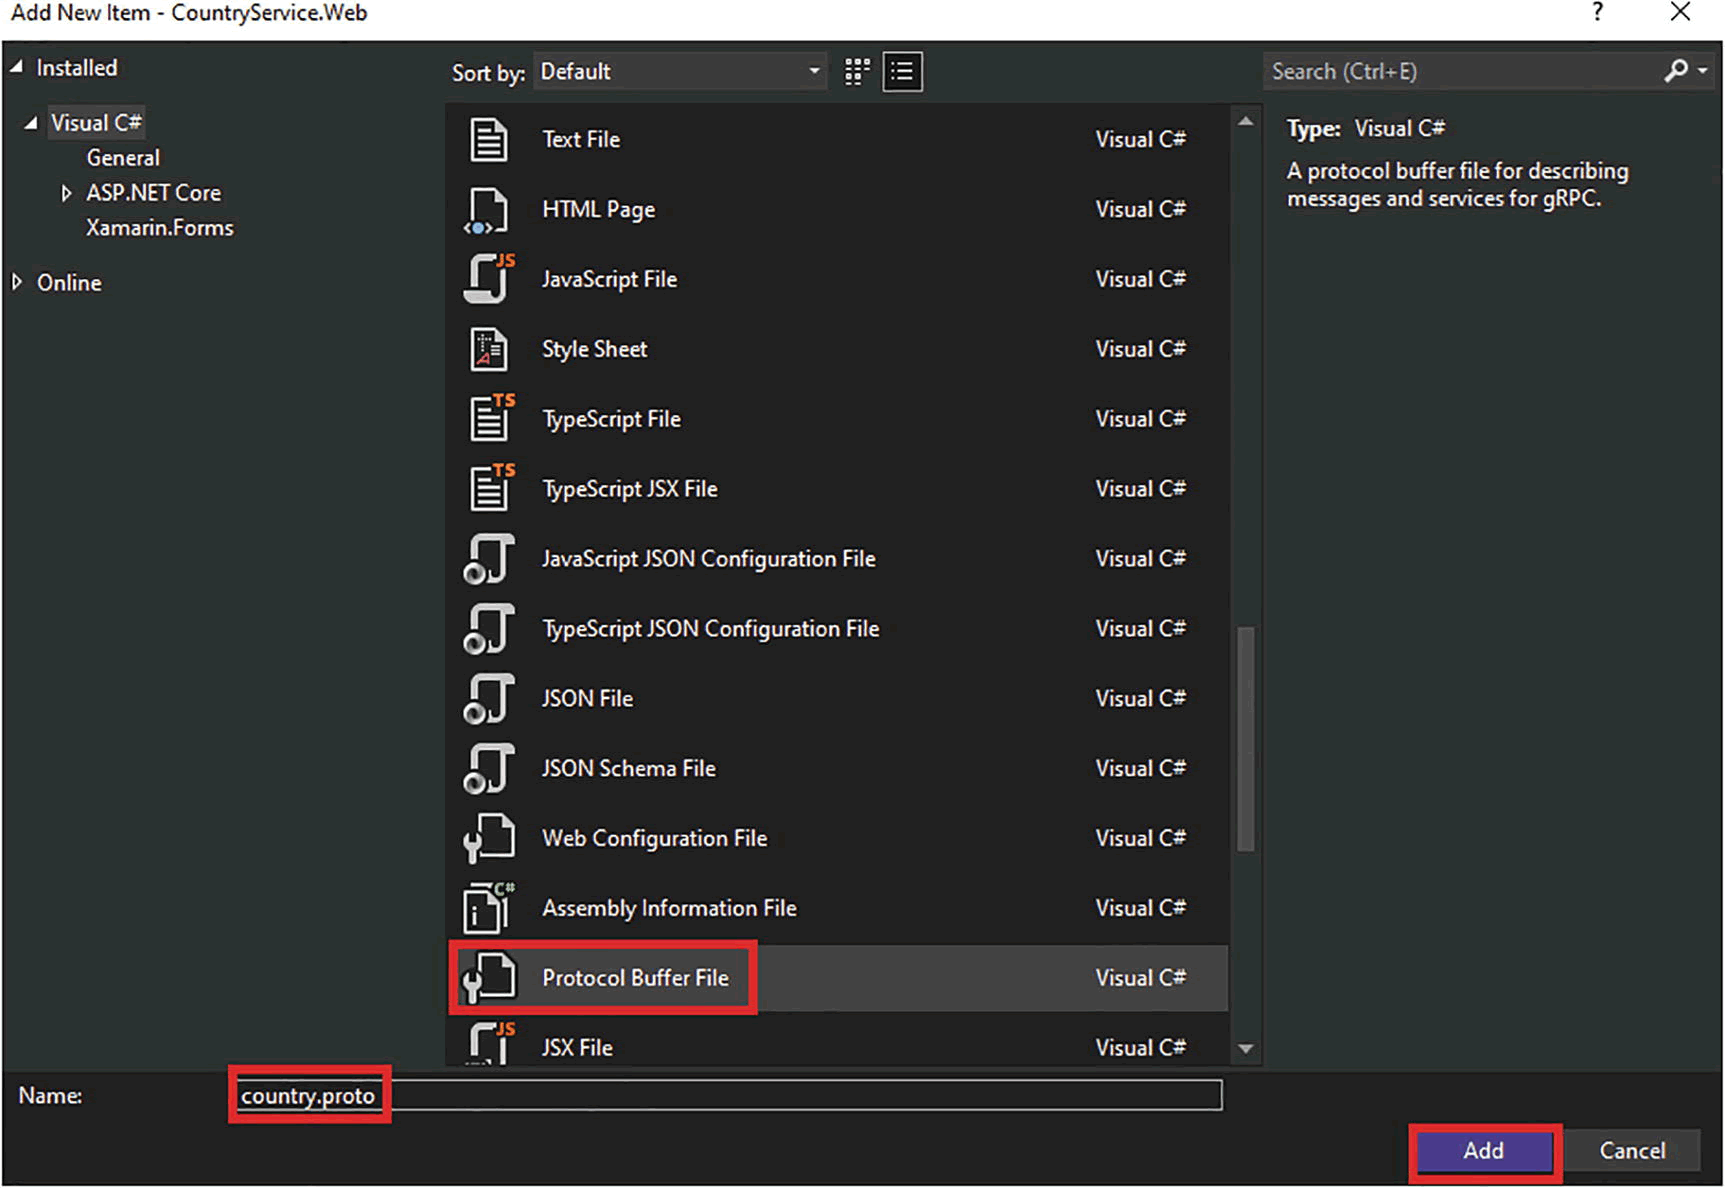 Add New Item - CountryService.Web
?
Installed
Visual C#
General
ASP.NET Core
Xamarin.Forms
Online
Sort by: Default
Search (Ctrl+E)
Text File Visual C#
HTML Page Visual C#
JS
JavaScript File Visual C#
Style Sheet Visual C#
TS
TypeScript File Visual C#
TS
TypeScript JSX File Visual C#
JavaScript JSON Configuration File Visual C#
TypeScript JSON Configuration File Visual C#
JSON File Visual C#
JSON Schema File Visual C#
Web Configuration File Visual C#
C#
Assembly Information File Visual C#
Protocol Buffer File Visual C#
JS
JSX File Visual C#
Type: Visual C#
A protocol buffer file for describing
messages and services for gRPC.
Name: country.proto
Add Cancel